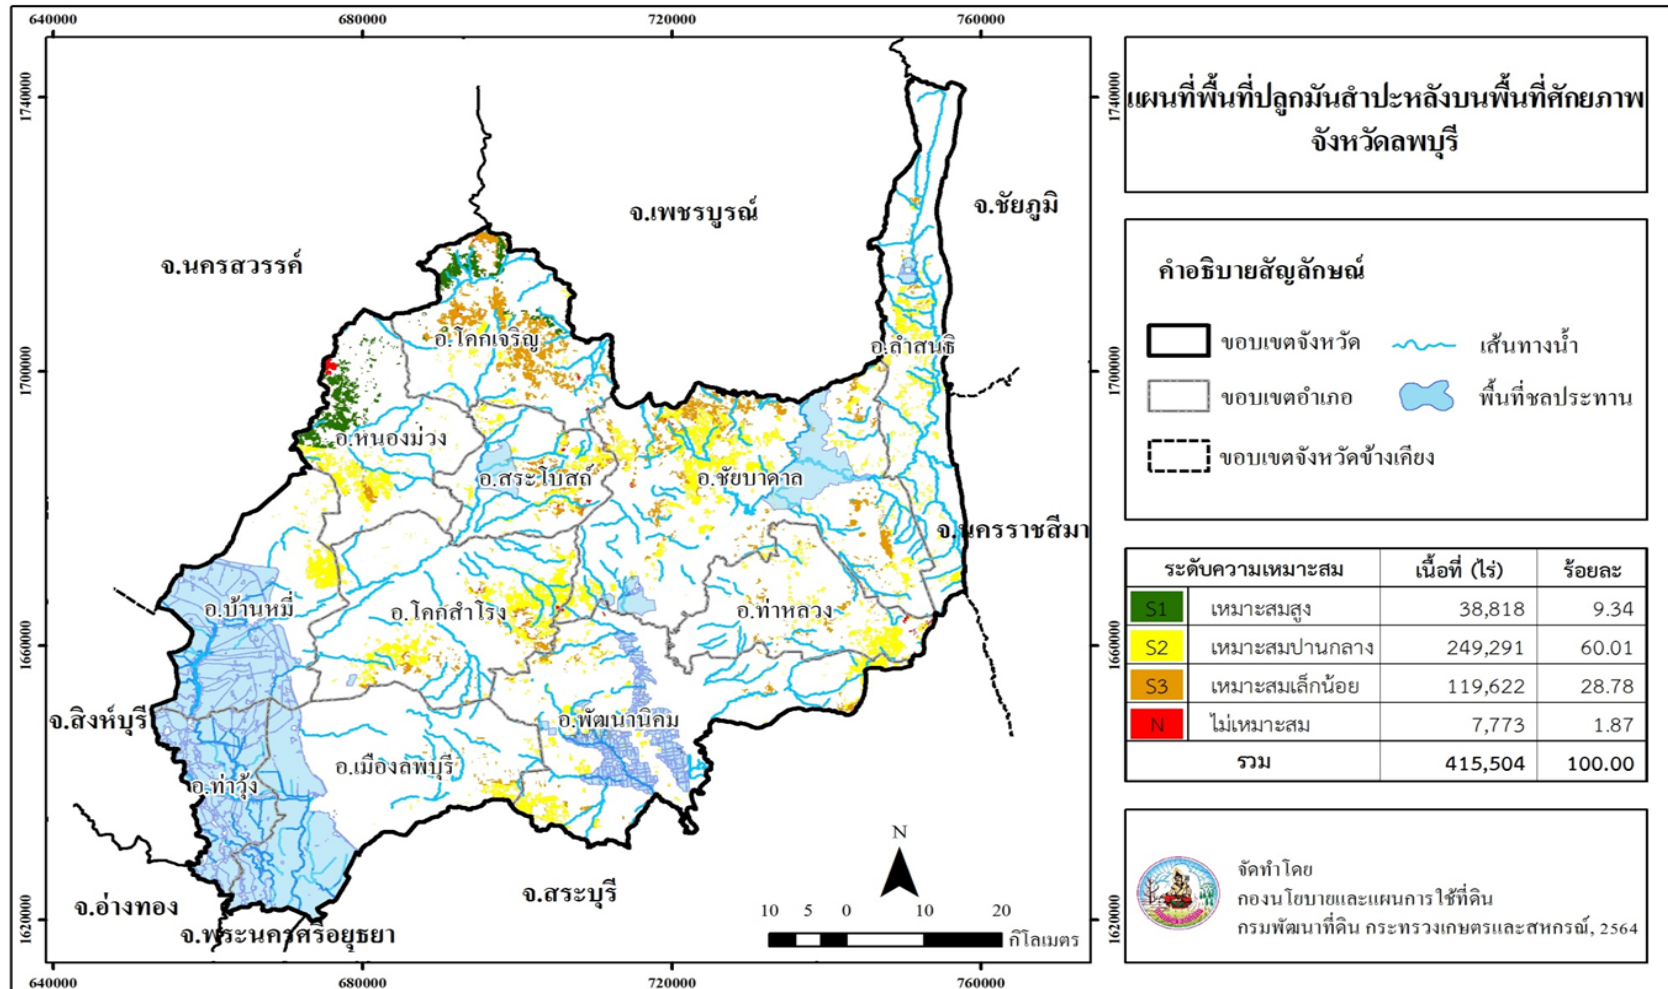 640000 680000 720000 760000
1740000
1700000
1660000
1620000
จ.เพชรบูรณ์
จ.ชัยภูมิ
จ.นครสวรรค์
อ.โคกเจริญ
อ.ลำสนธิ
อ.หนองม่วง
อ.สระโบสถ์
อ.ชัยบาดาล
จ.นครราชสีมา
อ.บ้านหมี่
อ.โคกสำโรง
อ.ท่าหลวง
จ.สิงห์บุรี
อ.พัฒนานิคม
อ.เมืองลพบุรี
อ.ท่าวุ้ง
จ.สระบุรี
จ.อ่างทอง
จ.พระนครศรีอยุธยา
N
10 5 0 10 20
กิโลเมตร
1740000
1700000
1660000
1620000
640000 680000 720000 760000
แผนที่พื้นที่ปลูกมันสำปะหลังบนพื้นที่ศักยภาพ
จังหวัดลพบุรี
คำอธิบายสัญลักษณ์
ขอบเขตจังหวัด เส้นทางน้ำ
ขอบเขตอำเภอ พื้นที่ชลประทาน
ขอบเขตจังหวัดข้างเคียง
ระดับความเหมาะสม เนื้อที่ (ไร่) ร้อยละ
S1 เหมาะสมสูง 38,818 9.34
S2 เหมาะสมปานกลาง 249,291 60.01
S3 เหมาะสมเล็กน้อย 119,622 28.78
N ไม่เหมาะสม 7,773 1.87
รวม 415,504 100.00
จัดทำโดย
กองนโยบายและแผนการใช้ที่ดิน
กรมพัฒนาที่ดิน กระทรวงเกษตรและสหกรณ์, 2564